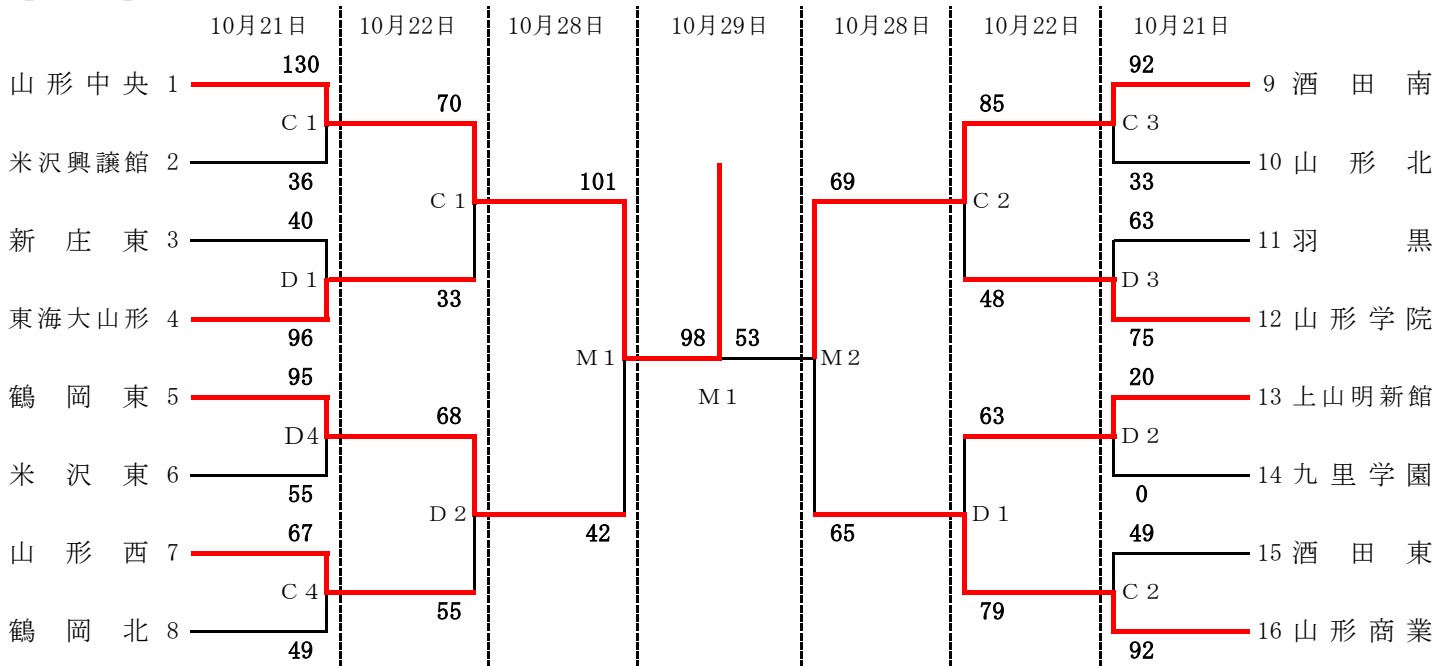 10月21日 10月22日 10月28日 10月29日 10月28日 10月22日 10月21日
130 92
山形中央 1 9 酒田南
70 85
C1 C3
米沢興譲館 2 10 山形北
36 101 69 33
C1 C2
40 63
新庄東 3 11 羽黒
D1 D3
33 48
東海大山形 4 12 山形学院
96 98 53 75
M1 M2
95 20
鶴岡東 5 M1 13 上山明新館
68 63
D4 D2
米沢東 6 14 九里学園
55 0
D2 D1
67 42 65 49
山形西 7 15 酒田東
C4 C2
55 79
鶴岡北 8 16 山形商業
49 92